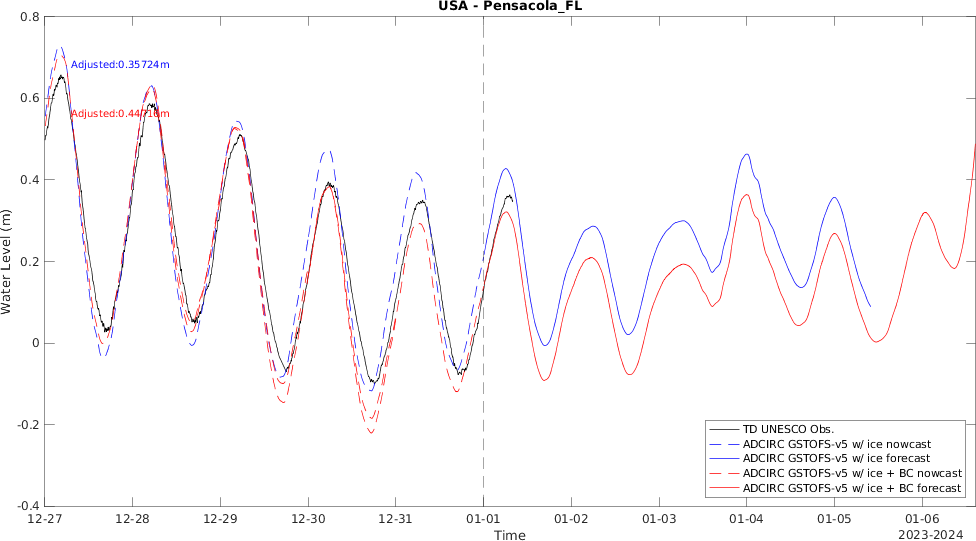 USA - Pensacola_FL
0.8
0.6
0.4
0.2
0
-0.2
-0.4
Water Level (m)
Adjusted:0.35724m
Adjusted:0.44716m
TD UNESCO Obs.
ADCIRC GSTOFS-v5 w/ ice nowcast
ADCIRC GSTOFS-v5 w/ ice forecast
ADCIRC GSTOFS-v5 w/ ice + BC nowcast
ADCIRC GSTOFS-v5 w/ ice + BC forecast
12-27 12-28 12-29 12-30 12-31 01-01 01-02 01-03 01-04 01-05 01-06
Time
2023-2024